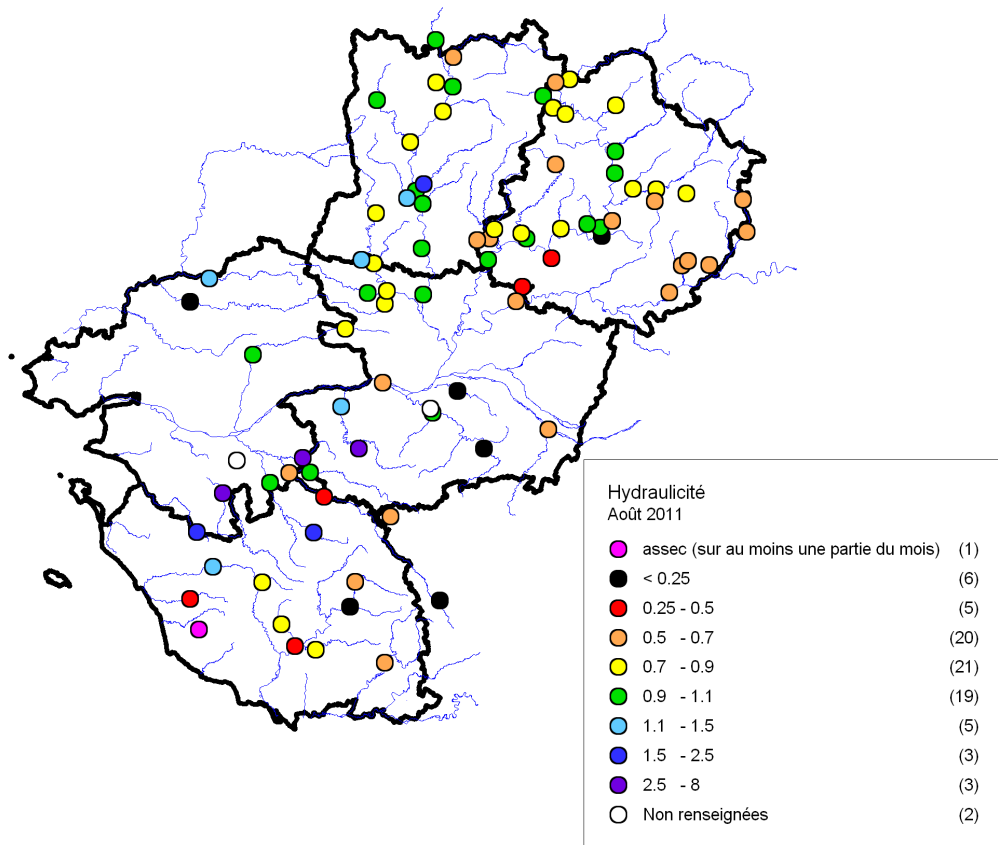 Hydraulicité
Août 2011
assec (sur au moins une partie du mois) (1)
< 0.25 (6)
0.25 - 0.5 (5)
0.5 - 0.7 (20)
0.7 - 0.9 (21)
0.9 - 1.1 (19)
1.1 - 1.5 (5)
1.5 - 2.5 (3)
2.5 - 8 (3)
Non renseignées (2)